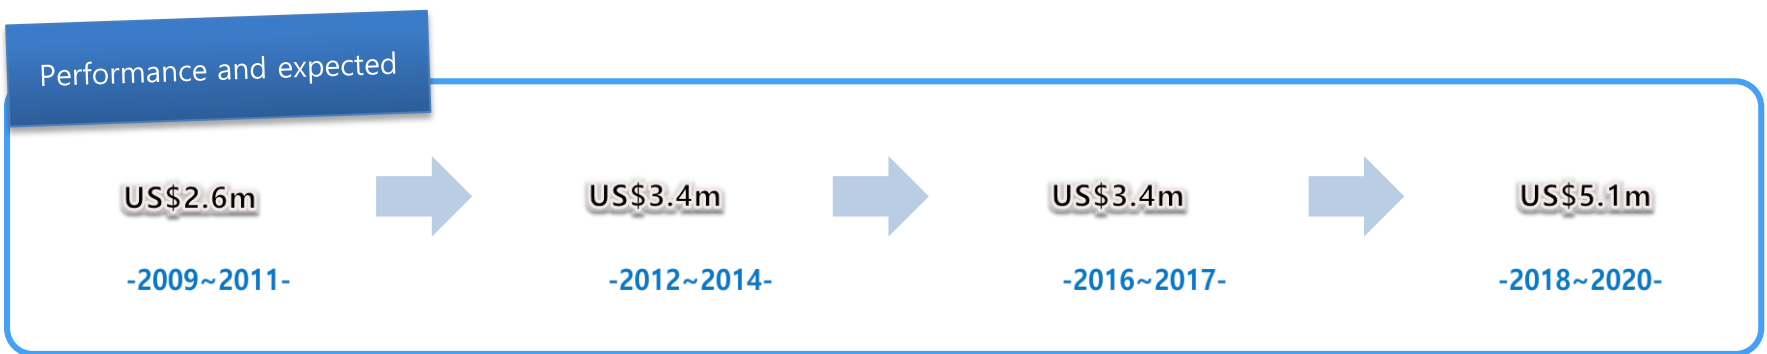 Performance and expected
US$2.6m
US$3.4m
US$3.4m
US$5.1m
-2009~2011-
-2012~2014-
-2016~2017-
-2018~2020-